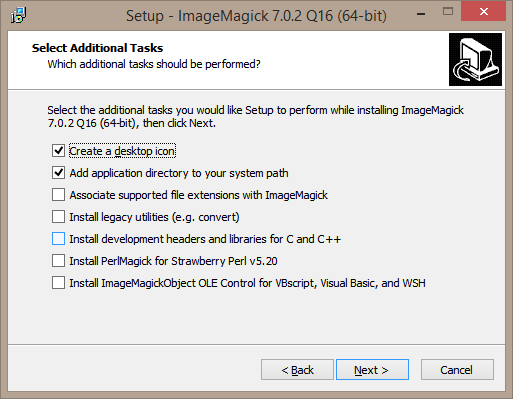 Setup - ImageMagick 7.0.2 Q16 (64-bit)
Select Additional Tasks
Which additional tasks should be performed?
Select the additional tasks you would like Setup to perform while installing ImageMagick
7.0.2 Q16 (64-bit), then click Next.
Create a desktop icon
Add application directory to your system path
Associate supported file extensions with ImageMagick
Install legacy utilities (e.g. convert)
Install development headers and libraries for C and C++
Install PerlMagick for Strawberry Perl v5.20
Install ImageMagickObject OLE Control for VBscript, Visual Basic, and WSH
< Back Next > Cancel